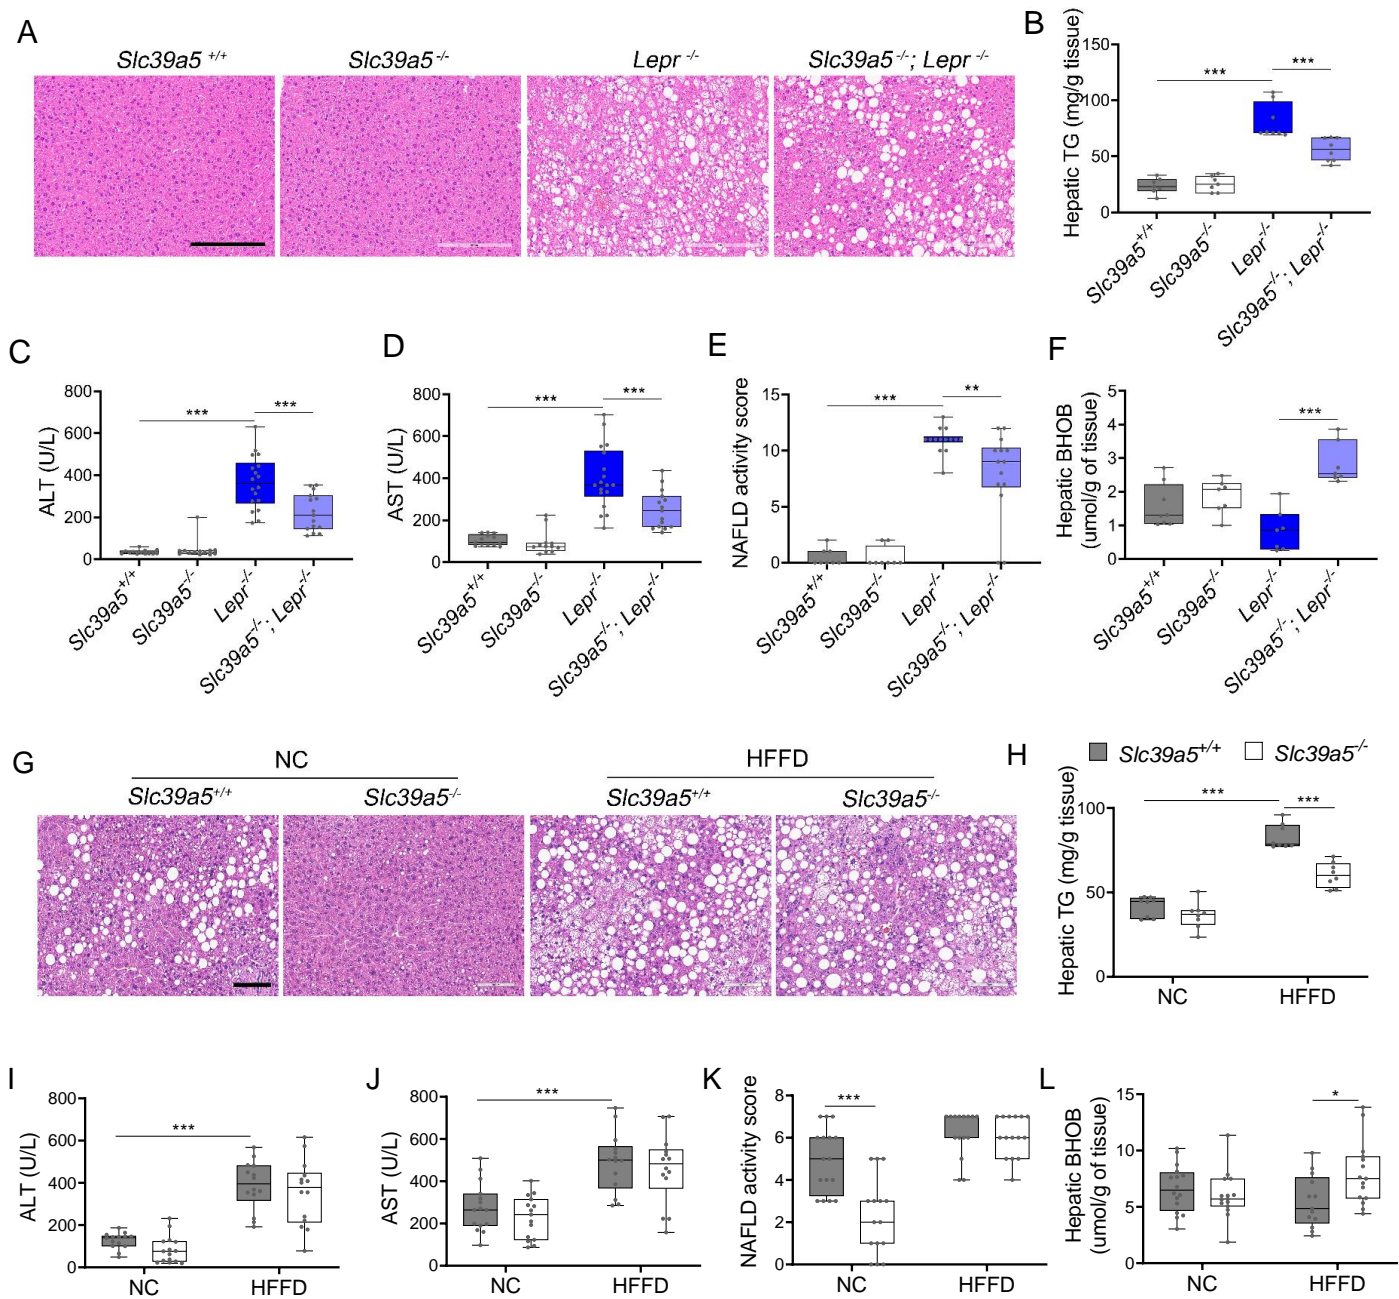 A
Slc39a5 +/+
Slc39a5 -/-
Lepr -/-
Slc39a5 -/-; Lepr -/-
B
Hepatic TG (mg/g tissue)
150
100
50
0
***
***
Slc39a5+/+
Slc39a5-/-
Lepr-/-
Slc39a5-/-; Lepr-/-
C
ALT (U/L)
800
600
400
200
0
***
***
Slc39a5+/+
Slc39a5-/-
Lepr-/-
Slc39a5-/-; Lepr-/-
D
AST (U/L)
800
600
400
200
0
***
***
Slc39a5+/+
Slc39a5-/-
Lepr-/-
Slc39a5-/-; Lepr-/-
E
NAFLD activity score
15
10
5
0
***
**
Slc39a5+/+
Slc39a5-/-
Lepr-/-
Slc39a5-/-; Lepr-/-
F
Hepatic BHOB
(umol/g of tissue)
5
4
3
2
1
0
***
Slc39a5+/+
Slc39a5-/-
Lepr-/-
Slc39a5-/-; Lepr-/-
G
NC
HFFD
Slc39a5+/+
Slc39a5-/-
Slc39a5+/+
Slc39a5-/-
H
Slc39a5+/+
Slc39a5-/-
Hepatic TG (mg/g tissue)
100
50
0
***
***
NC
HFFD
I
ALT (U/L)
800
600
400
200
0
***
NC
HFFD
J
AST (U/L)
800
600
400
200
0
***
NC
HFFD
K
NAFLD activity score
8
6
4
2
0
***
NC
HFFD
L
Hepatic BHOB
(umol/g of tissue)
15
10
5
0
*
NC
HFFD